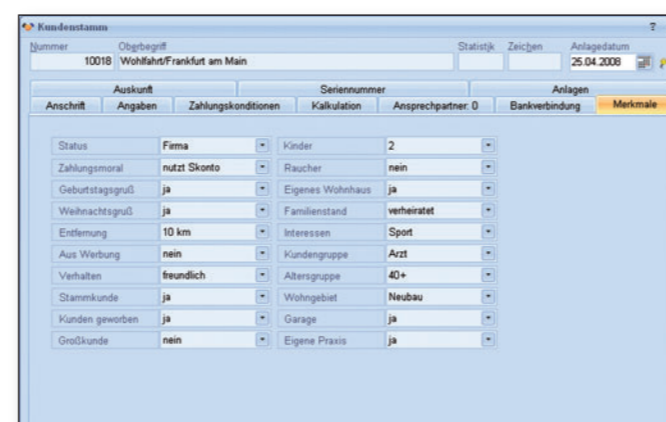 Kundenstamm ?
Nummer Oberbegriff Statistik Zeichen Anlagedatum
10018 Wohlfahrt/Frankfurt am Main 25.04.2008
Auskunft Seriennummer Anlagen
Anschrift Angaben Zahlungskonditionen Kalkulation Ansprechpartner: 0 Bankverbindung Merkmale
Status Firma Kinder 2
Zahlungsmoral nutzt Skonto Raucher nein
Geburtstagsgruß ja Eigenes Wohnhaus ja
Weihnachtsgruß ja Familienstand verheiratet
Entfernung 10 km Interessen Sport
Aus Werbung nein Kundengruppe Arzt
Verhalten freundlich Altersgruppe 40+
Stammkunde ja Wohngebiet Neubau
Kunden geworben ja Garage ja
Großkunde nein Eigene Praxis ja